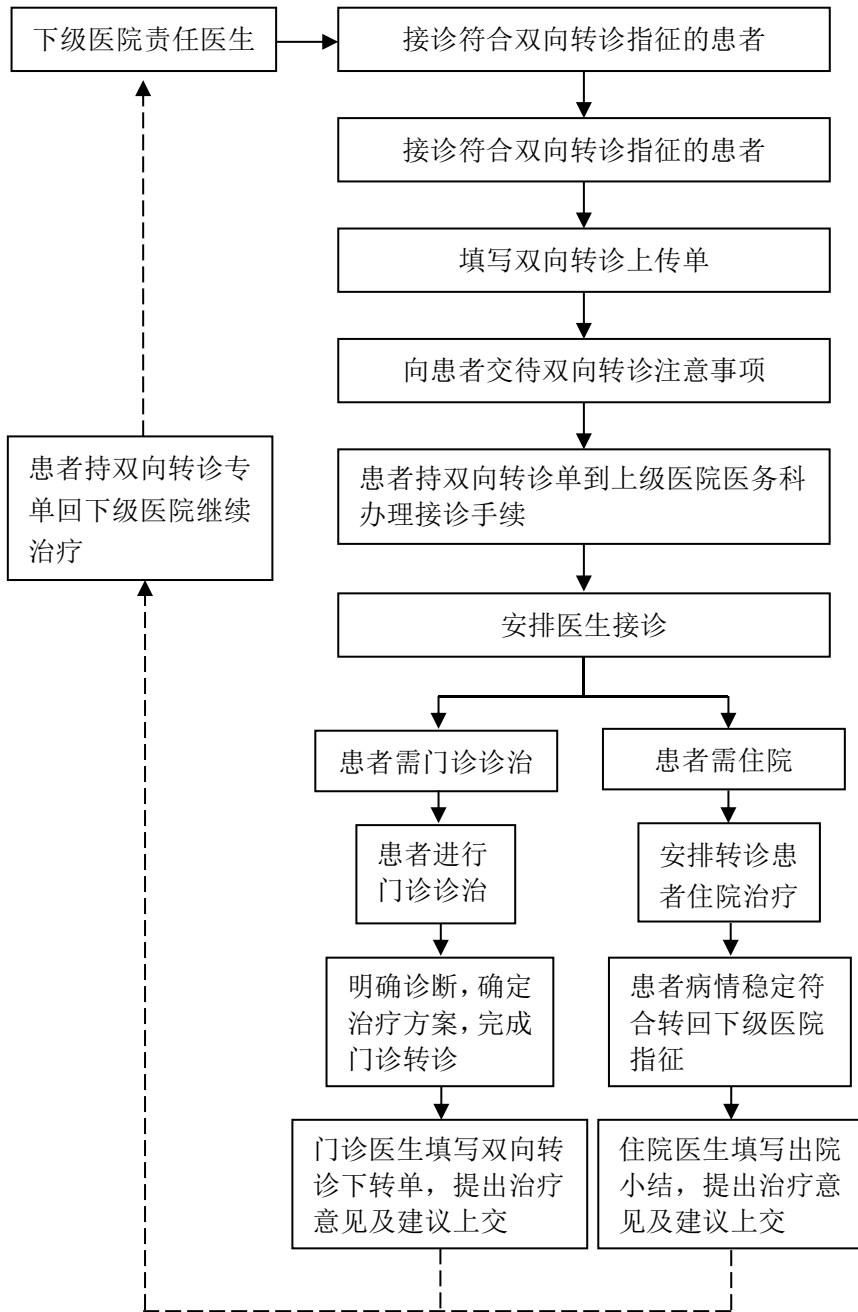 下级医院责任医生
接诊符合双向转诊指征的患者
接诊符合双向转诊指征的患者
填写双向转诊上传单
向患者交待双向转诊注意事项
患者持双向转诊专
单回下级医院继续
治疗
患者持双向转诊单到上级医院医务科
办理接诊手续
安排医生接诊
患者需门诊诊治
患者需住院
患者进行
门诊诊治
安排转诊患
者住院治疗
明确诊断，确定
治疗方案，完成
门诊转诊
患者病情稳定符
合转回下级医院
指征
门诊医生填写双向转
诊下转单，提出治疗
意见及建议上交
住院医生填写出院
小结，提出治疗意
见及建议上交